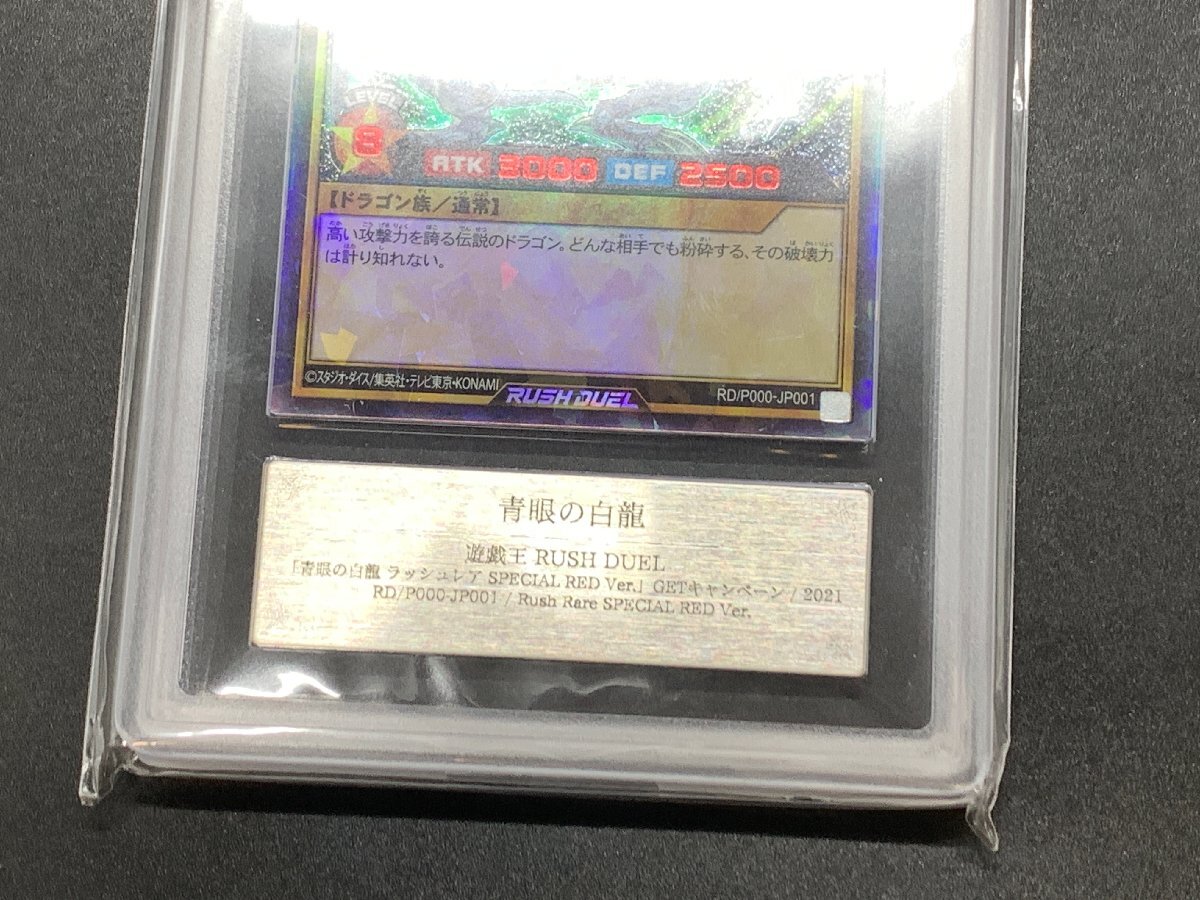 LEVEL
8
ATK 3000 DEF 2500
【ドラゴン族／通常】
高い攻撃力を誇る伝説のドラゴン。どんな相手でも粉砕する、その破壊力
は計り知れない。
©スタジオ・ダイス/集英社・テレビ東京・KONAMI
RUSH DUEL
RD/P000-JP001
青眼の白龍
遊戯王 RUSH DUEL
「青眼の白龍 ラッシュレア SPECIAL RED Ver.」GETキャンペーン / 2021
RD/P000-JP001 / Rush Rare SPECIAL RED Ver.